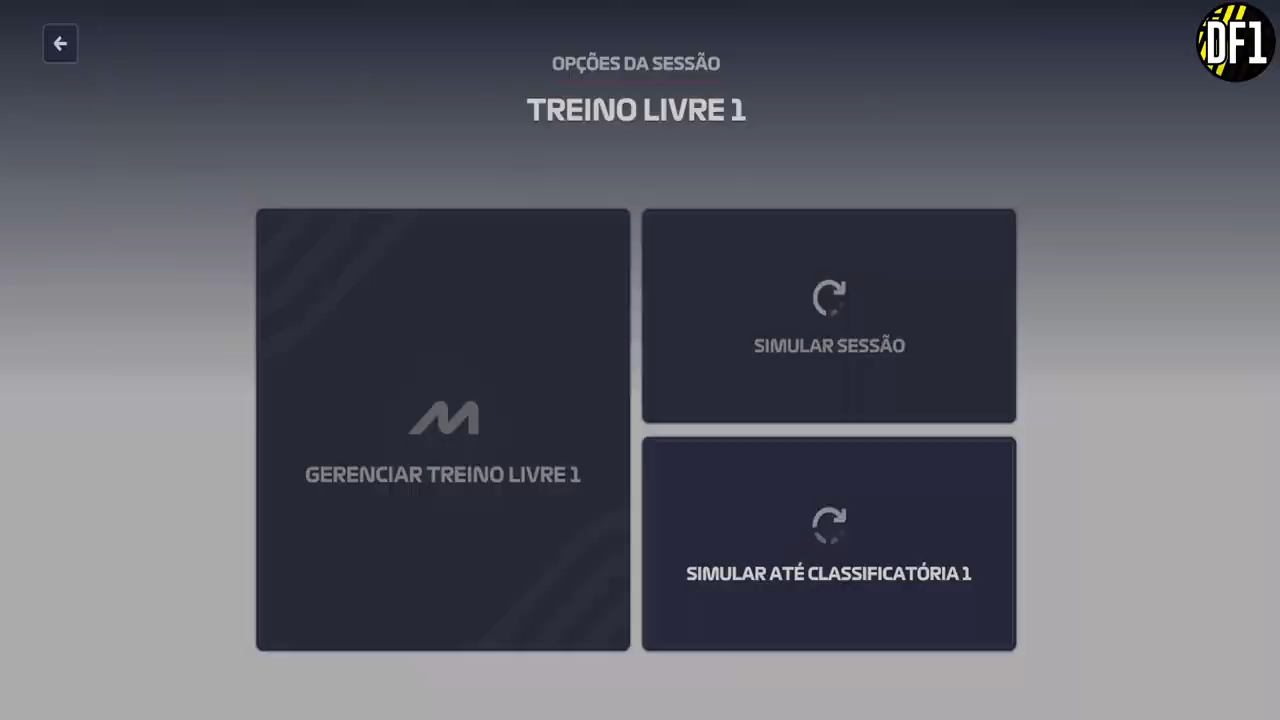 DF1
OPÇÕES DA SESSÃO
TREINO LIVRE 1
SIMULAR SESSÃO
GERENCIAR TREINO LIVRE 1
SIMULAR ATÉ CLASSIFICATÓRIA 1